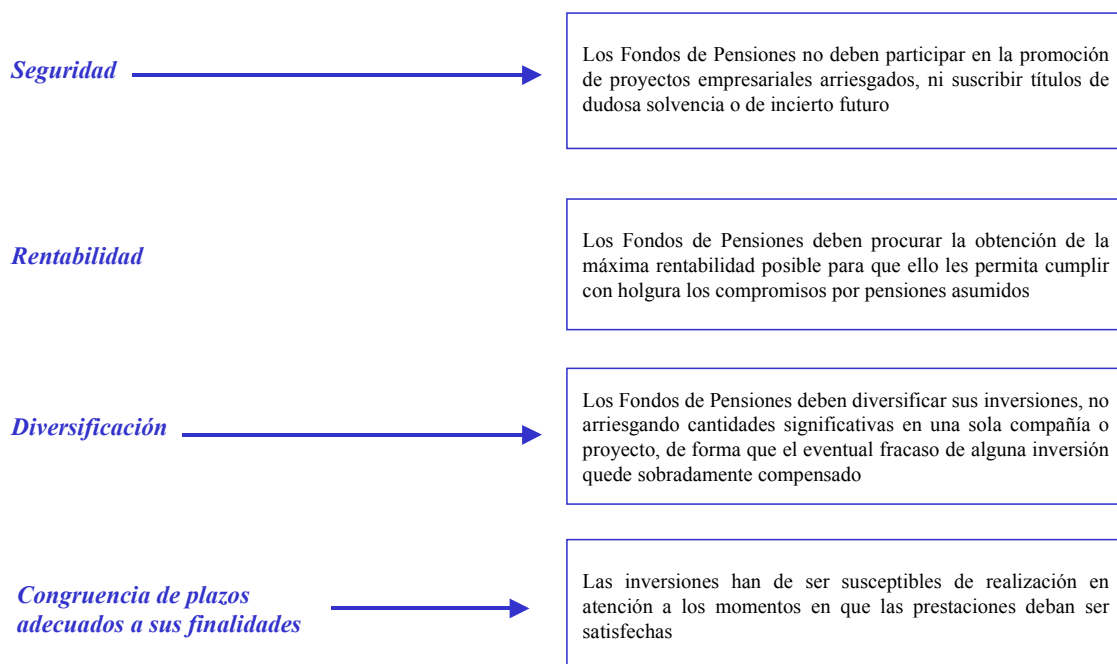 Seguridad
Los Fondos de Pensiones no deben participar en la promoción
de proyectos empresariales arriesgados, ni suscribir títulos de
dudosa solvencia o de incierto futuro
Rentabilidad
Los Fondos de Pensiones deben procurar la obtención de la
máxima rentabilidad posible para que ello les permita cumplir
con holgura los compromisos por pensiones asumidos
Diversificación
Los Fondos de Pensiones deben diversificar sus inversiones, no
arriesgando cantidades significativas en una sola compañía o
proyecto, de forma que el eventual fracaso de alguna inversión
quede sobradamente compensado
Congruencia de plazos
adecuados a sus finalidades
Las inversiones han de ser susceptibles de realización en
atención a los momentos en que las prestaciones deban ser
satisfechas